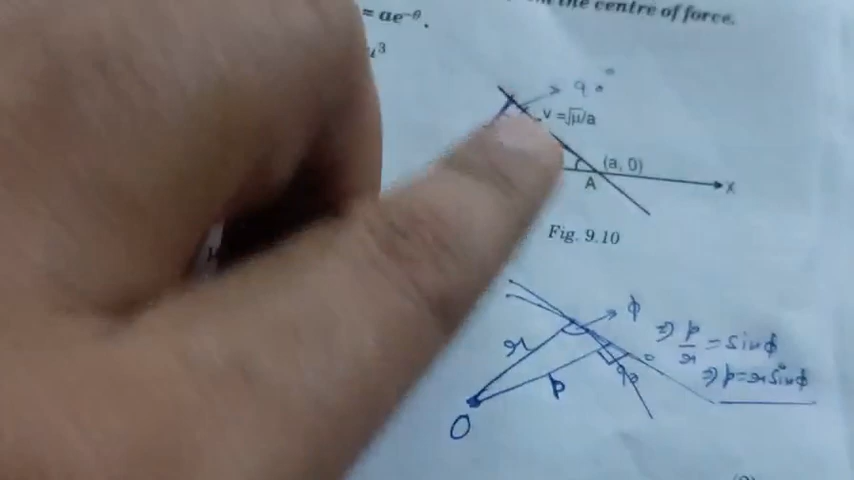 the centre of force.
= ae^{-θ}.
90°
v = √μ/a
(a, 0)
A
x
Fig. 9.10
ϕ
r
⇒ p/r = sinϕ
⇒ p = r sinϕ
90°
p
O